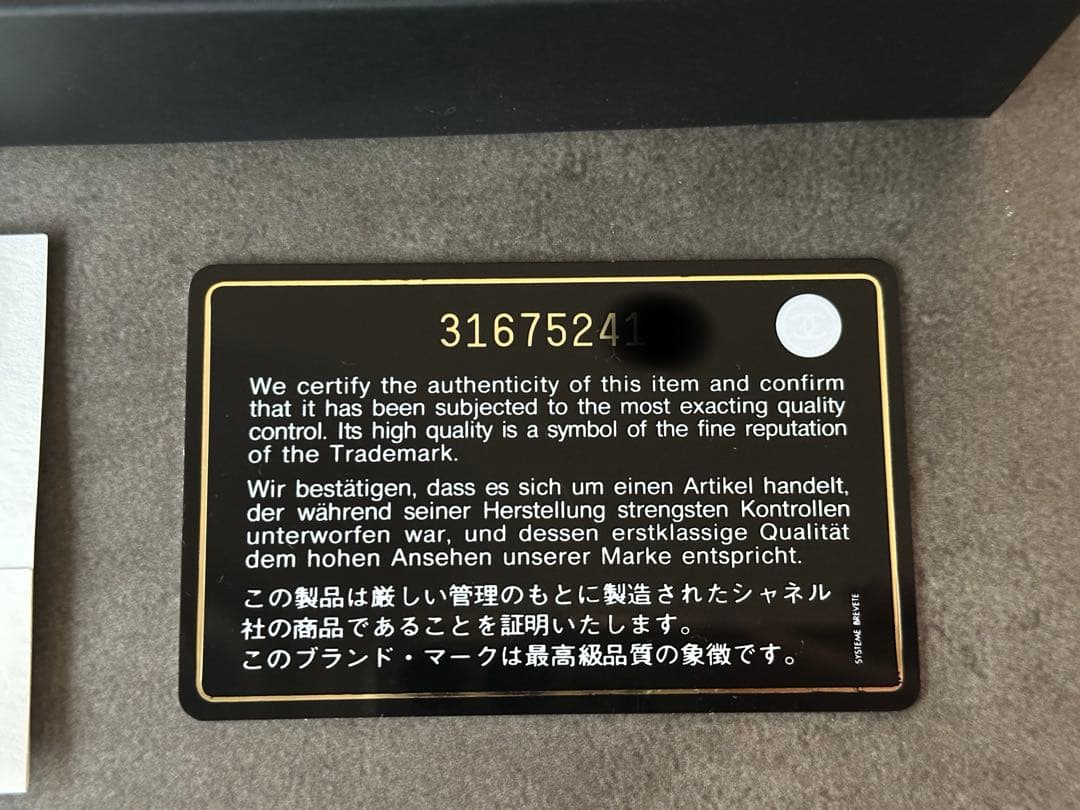 31675241
We certify the authenticity of this item and confirm
that it has been subjected to the most exacting quality
control. Its high quality is a symbol of the fine reputation
of the Trademark.
Wir bestätigen, dass es sich um einen Artikel handelt,
der während seiner Herstellung strengsten Kontrollen
unterworfen war, und dessen erstklassige Qualität
dem hohen Ansehen unserer Marke entspricht.
この製品は厳しい管理のもとに製造されたシャネル
社の商品であることを証明いたします。
このブランド・マークは最高級品質の象徴です。
SYSTEME BREVETE